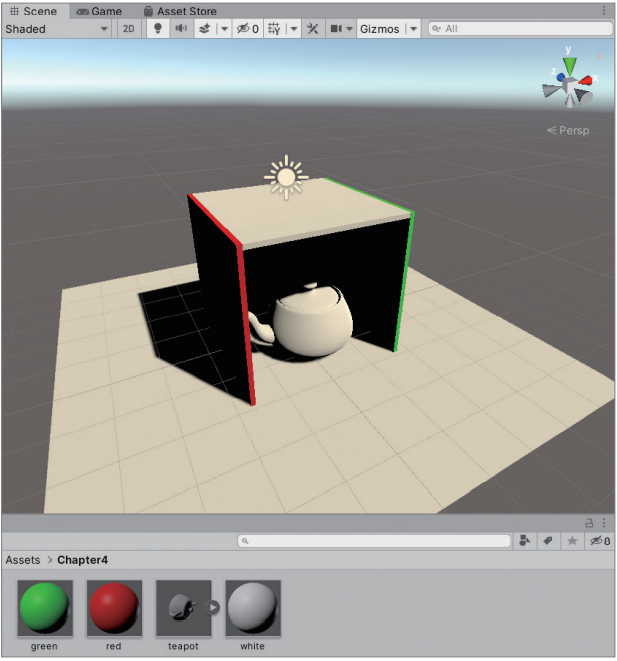 Scene Game Asset Store
Shaded 2D 0 Gizmos All
y
z x
Persp
8
Assets > Chapter4
green red teapot white